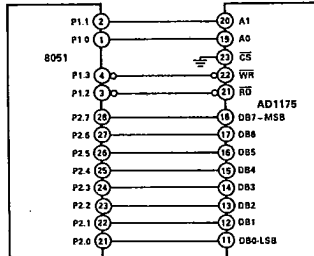 P1.1 2 20 A1
P1.0 1 19 A0
8051 23 CS
P1.3 4 22 WR
P1.2 3 21 RD
AD1175
P2.7 28 18 DB7-MSB
P2.6 27 17 DB6
P2.5 26 16 DB5
P2.4 25 15 DB4
P2.3 24 14 DB3
P2.2 23 13 DB2
P2.1 22 12 DB1
P2.0 21 11 DB0-LSB